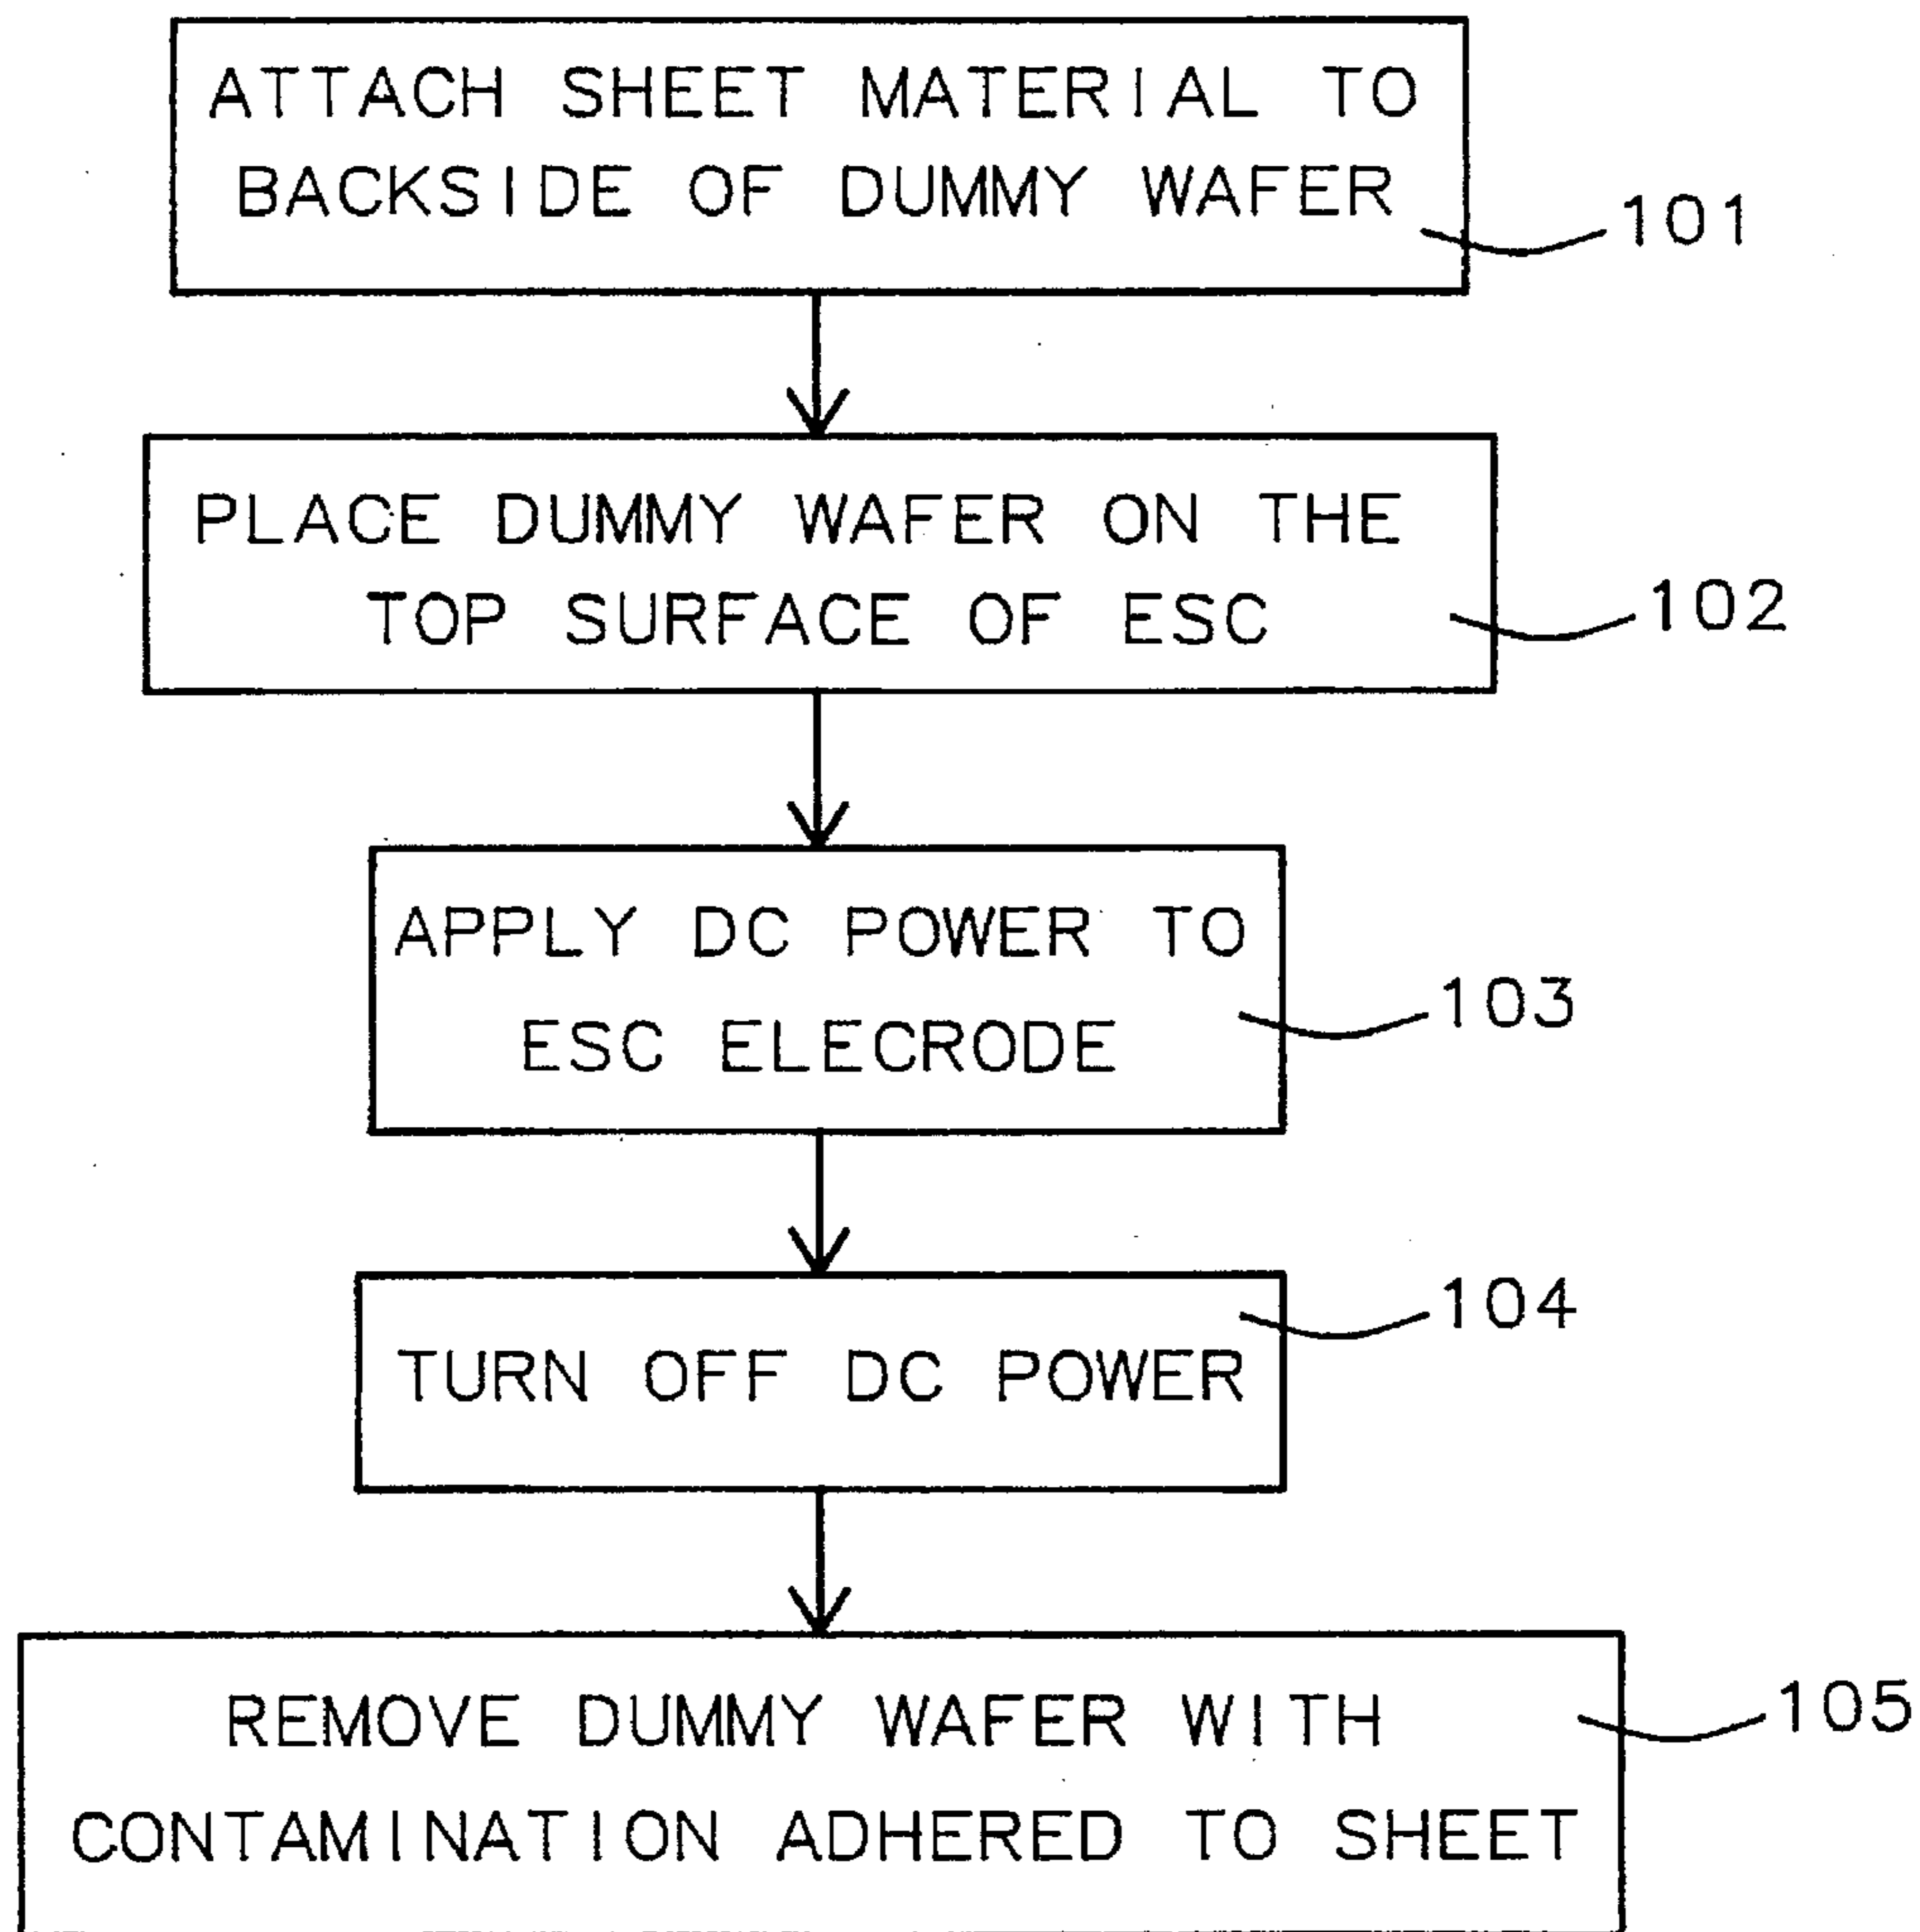 ATTACH SHEET MATERIAL TO
BACKSIDE OF DUMMY WAFER
101
PLACE DUMMY WAFER ON THE
TOP SURFACE OF ESC
102
APPLY DC POWER TO
ESC ELECRODE
103
104
TURN OFF DC POWER
REMOVE DUMMY WAFER WITH
105
CONTAMINATION ADHERED TO SHEET